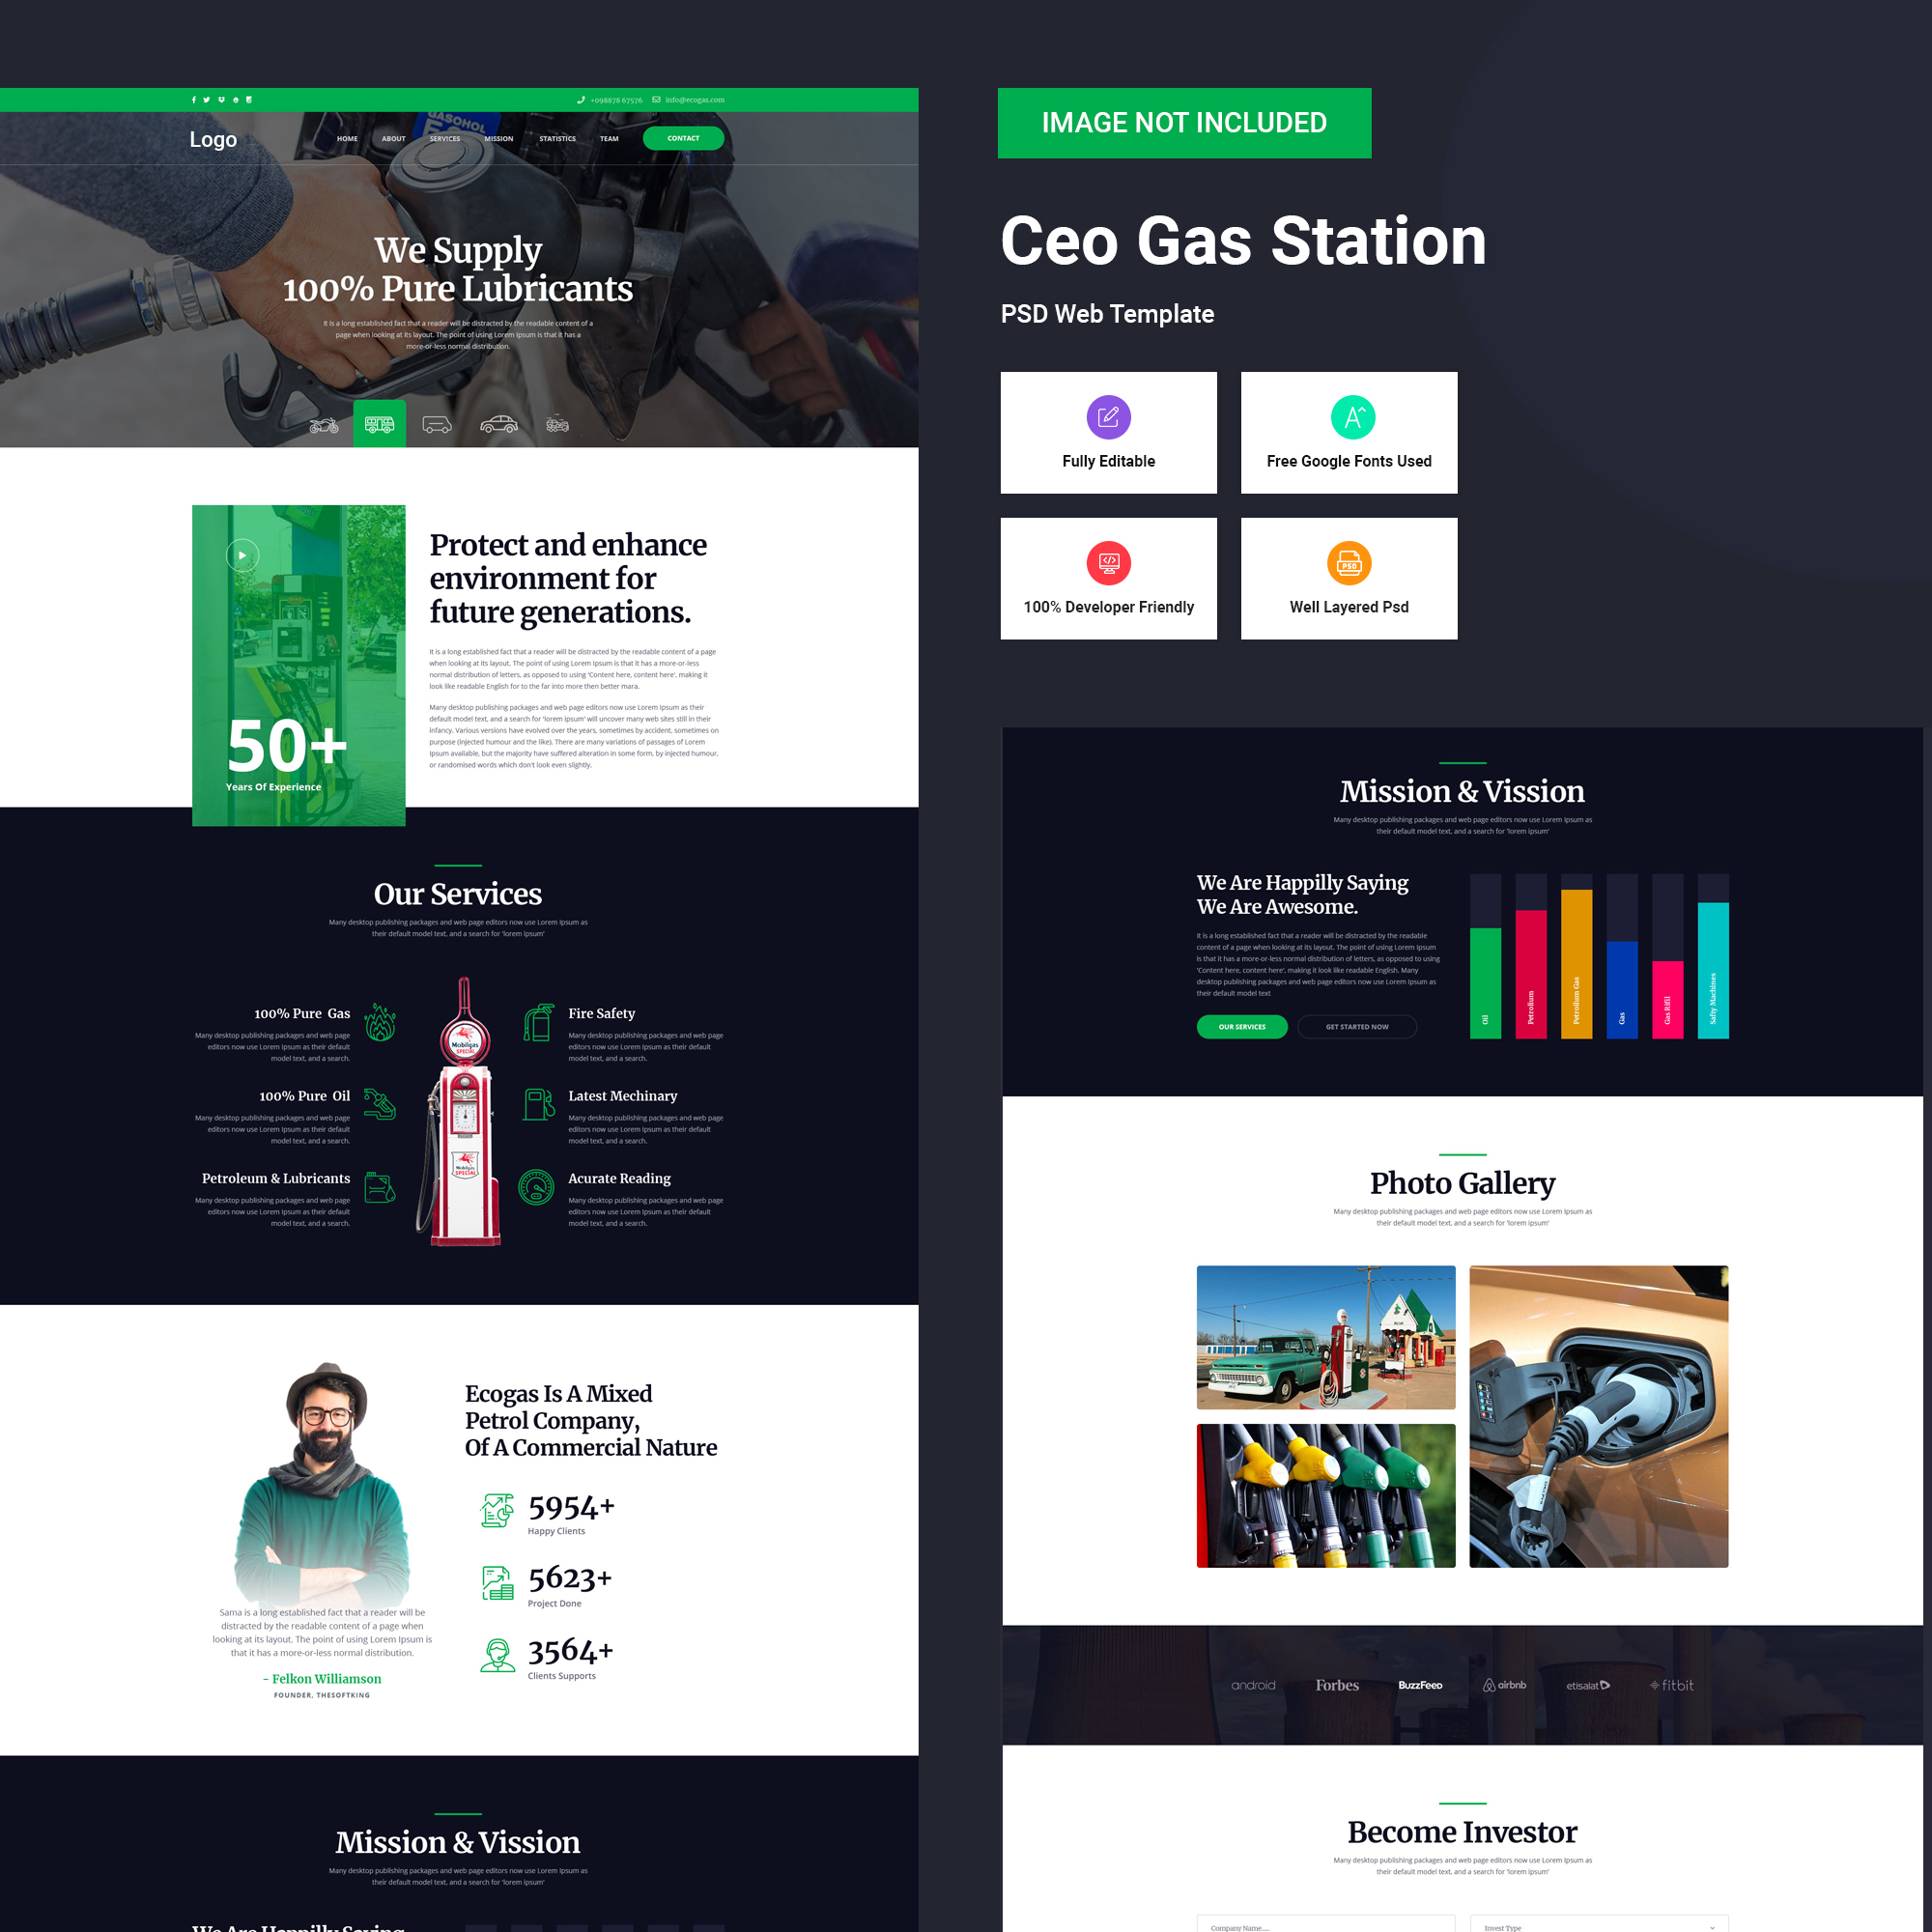 +098878 67576 info@ecogas.com
GASOHOL
Logo
HOME ABOUT SERVICES MISSION STATISTICS TEAM CONTACT
We Supply
100% Pure Lubricants
It is a long established fact that a reader will be distracted by the readable content of a
page when looking at its layout. The point of using Lorem Ipsum is that it has a
more-or-less normal distribution.
50+
Years Of Experience
Protect and enhance
environment for
future generations.
It is a long established fact that a reader will be distracted by the readable content of a page
when looking at its layout. The point of using Lorem Ipsum is that it has a more-or-less
normal distribution of letters, as opposed to using 'Content here, content here', making it
look like readable English for to the far into more then better mara.
Many desktop publishing packages and web page editors now use Lorem Ipsum as their
default model text, and a search for 'lorem ipsum' will uncover many web sites still in their
infancy. Various versions have evolved over the years, sometimes by accident, sometimes on
purpose (injected humour and the like). There are many variations of passages of Lorem
Ipsum available, but the majority have suffered alteration in some form, by injected humour,
or randomised words which don't look even slightly.
Our Services
Many desktop publishing packages and web page editors now use Lorem Ipsum as
their default model text, and a search for 'lorem ipsum'
100% Pure Gas
Many desktop publishing packages and web page
editors now use Lorem Ipsum as their default
model text, and a search.
100% Pure Oil
Many desktop publishing packages and web page
editors now use Lorem Ipsum as their default
model text, and a search.
Petroleum & Lubricants
Many desktop publishing packages and web page
editors now use Lorem Ipsum as their default
model text, and a search.
Mobilgas
SPECIAL
Mobilgas
SPECIAL
Fire Safety
Many desktop publishing packages and web page
editors now use Lorem Ipsum as their default
model text, and a search.
Latest Mechinary
Many desktop publishing packages and web page
editors now use Lorem Ipsum as their default
model text, and a search.
Acurate Reading
Many desktop publishing packages and web page
editors now use Lorem Ipsum as their default
model text, and a search.
Sama is a long established fact that a reader will be
distracted by the readable content of a page when
looking at its layout. The point of using Lorem Ipsum is
that it has a more-or-less normal distribution.
- Felkon Williamson
FOUNDER, THESOFTKING
Ecogas Is A Mixed
Petrol Company,
Of A Commercial Nature
5954+
Happy Clients
5623+
Project Done
3564+
Clients Supports
Mission & Vission
Many desktop publishing packages and web page editors now use Lorem Ipsum as
their default model text, and a search for 'lorem ipsum'
We Are Happilly Saying
IMAGE NOT INCLUDED
Ceo Gas Station
PSD Web Template
Fully Editable
Free Google Fonts Used
100% Developer Friendly
PSD
Well Layered Psd
Mission & Vission
Many desktop publishing packages and web page editors now use Lorem Ipsum as
their default model text, and a search for 'lorem ipsum'
We Are Happilly Saying
We Are Awesome.
It is a long established fact that a reader will be distracted by the readable
content of a page when looking at its layout. The point of using Lorem Ipsum
is that it has a more-or-less normal distribution of letters, as opposed to using
'Content here, content here', making it look like readable English. Many
desktop publishing packages and web page editors now use Lorem Ipsum as
their default model text
OUR SERVICES GET STARTED NOW
Oil
Petrolium
Petroilum Gas
Gas
Gas Rifil
Safty Machines
Photo Gallery
Many desktop publishing packages and web page editors now use Lorem Ipsum as
their default model text, and a search for 'lorem ipsum'
android Forbes BuzzFeed airbnb etisalat fitbit
Become Investor
Many desktop publishing packages and web page editors now use Lorem Ipsum as
their default model text, and a search for 'lorem ipsum'
Company Name.... Invest Type